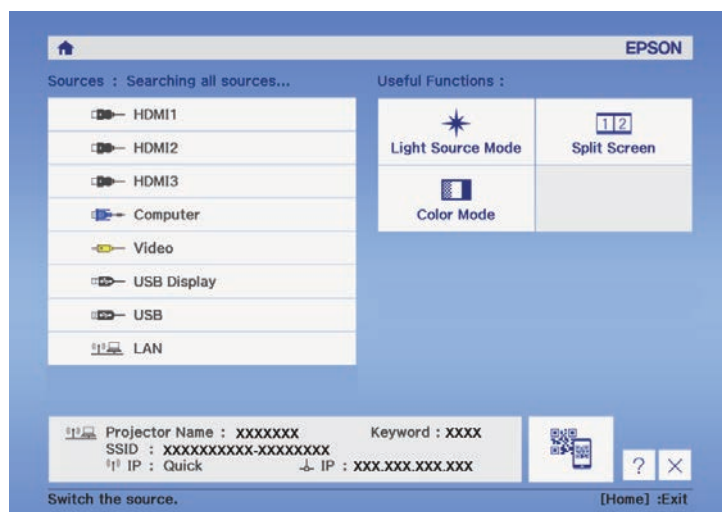 EPSON
Sources : Searching all sources...
HDMI1
HDMI2
HDMI3
Computer
Video
USB Display
USB
LAN
Useful Functions :
Light Source Mode
1 2
Split Screen
Color Mode
Projector Name : XXXXXXX Keyword : XXXX
SSID : XXXXXXXXXX-XXXXXXXX
IP : Quick IP : XXX.XXX.XXX.XXX
? ×
Switch the source. [Home] :Exit